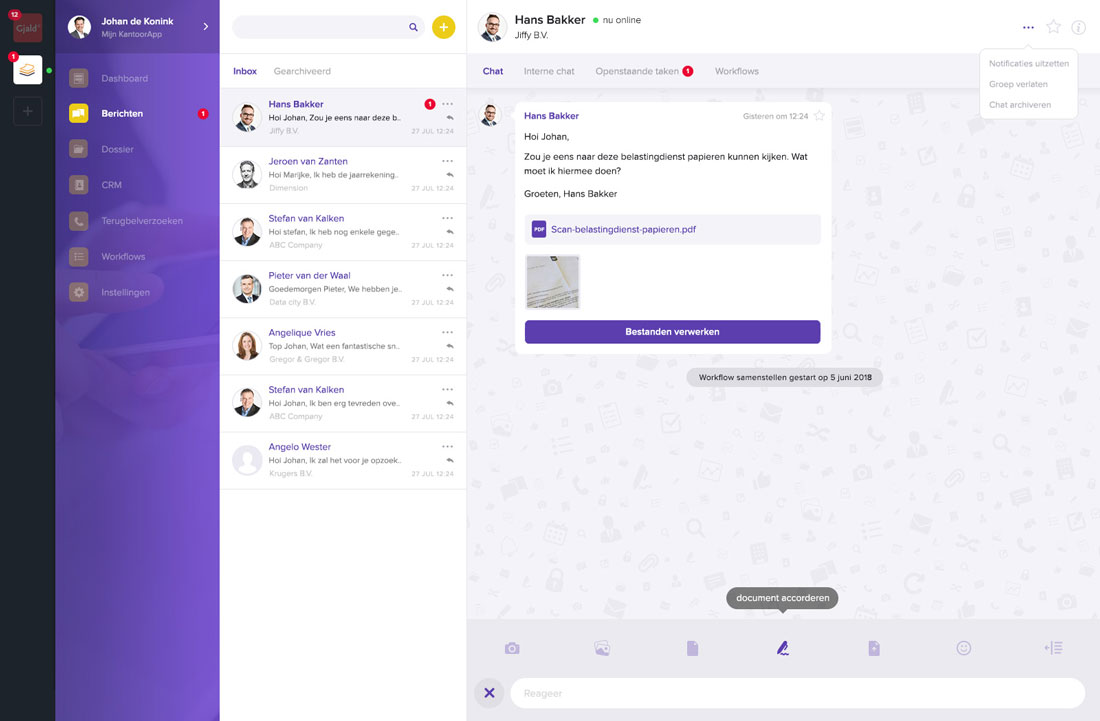 12
Gjald
1
Johan de Konink
Mijn KantoorApp
Dashboard
Berichten
1
Dossier
CRM
Terugbelverzoeken
Workflows
Instellingen
Inbox
Gearchiveerd
Hans Bakker
1
Hoi Johan, Zou je eens naar deze b..
Jiffy B.V.
27 JUL 12:24
Jeroen van Zanten
Hoi Marijke, Ik heb de jaarrekening..
Dimension
27 JUL 12:24
Stefan van Kalken
Hoi stefan, Ik heb nog enkele gege..
ABC Company
27 JUL 12:24
Pieter van der Waal
Goedemorgen Pieter, We hebben je..
Data city B.V.
27 JUL 12:24
Angelique Vries
Top Johan, Wat een fantastische sn..
Gregor & Gregor B.V.
27 JUL 12:24
Stefan van Kalken
Hoi Johan, Ik ben erg tevreden ove..
ABC Company
27 JUL 12:24
Angelo Wester
Hoi Johan, Ik zal het voor je opzoek..
Krugers B.V.
27 JUL 12:24
Hans Bakker
nu online
Jiffy B.V.
Notificaties uitzetten
Groep verlaten
Chat archiveren
Chat
Interne chat
Openstaande taken
1
Workflows
Hans Bakker
Gisteren om 12:24
Hoi Johan,
Zou je eens naar deze belastingdienst papieren kunnen kijken. Wat
moet ik hiermee doen?
Groeten, Hans Bakker
PDF
Scan-belastingdienst-papieren.pdf
Bestanden verwerken
Workflow samenstellen gestart op 5 juni 2018
document accorderen
Reageer